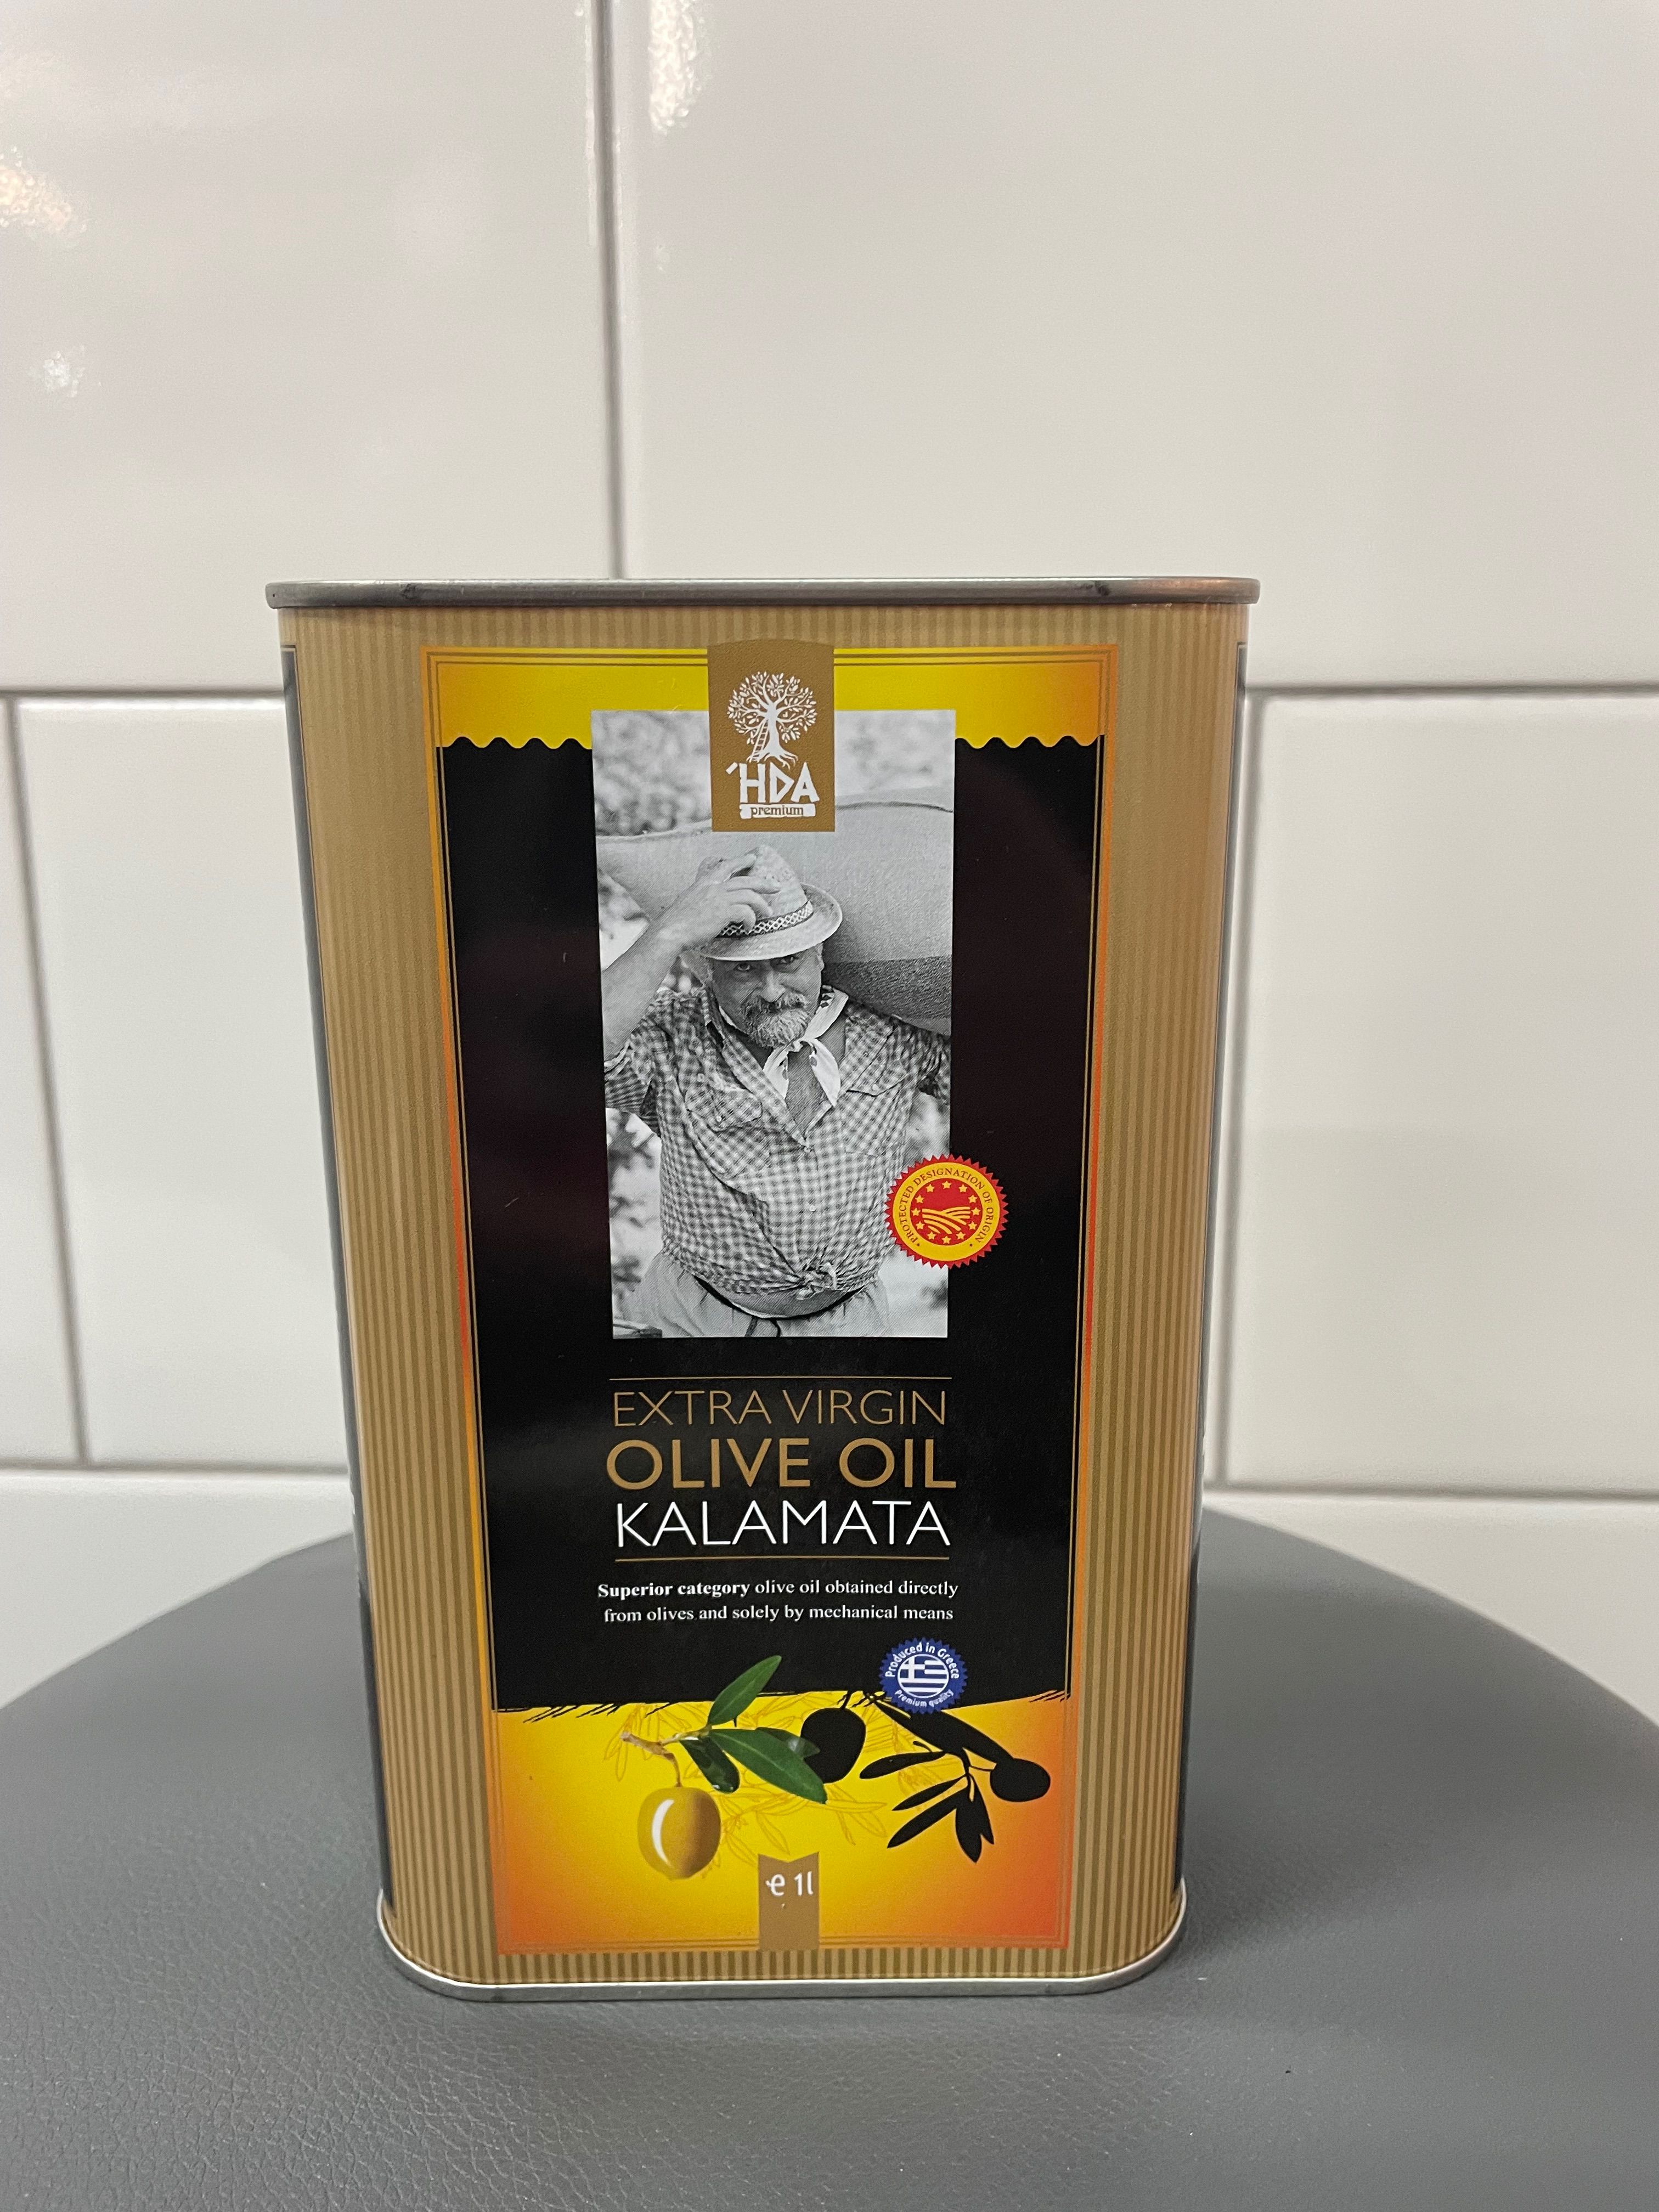 ΄HDA
premium
PROTECTED DESIGNATION OF ORIGIN
EXTRA VIRGIN
OLIVE OIL
KALAMATA
Superior category olive oil obtained directly
from olives and solely by mechanical means
Produced in Greece
Premium quality
e 1l